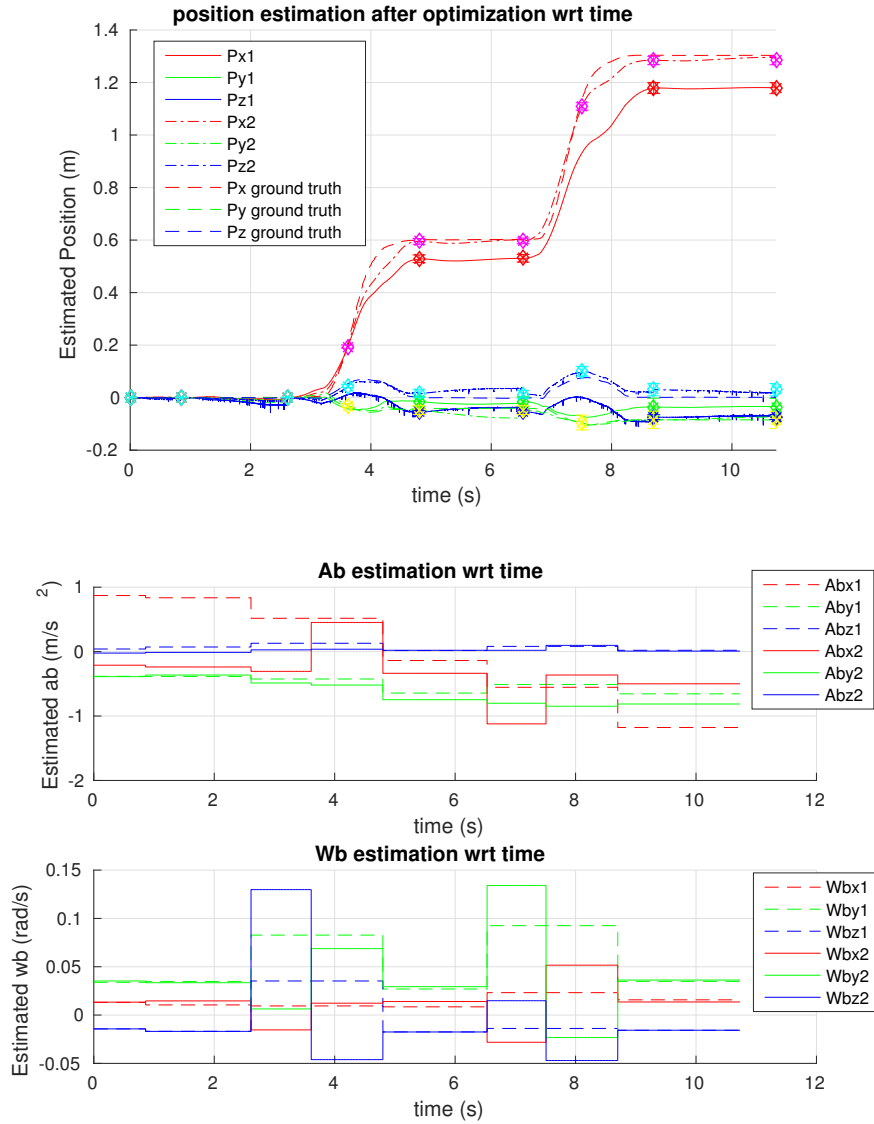 position estimation after optimization wrt time
Estimated Position (m)
1.4
1.2
1
0.8
0.6
0.4
0.2
0
-0.2
Px1
Py1
Pz1
Px2
Py2
Pz2
Px ground truth
Py ground truth
Pz ground truth
0
2
4
6
8
10
time (s)
Ab estimation wrt time
Estimated ab (m/s 2)
1
0
-1
-2
Abx1
Aby1
Abz1
Abx2
Aby2
Abz2
0
2
4
6
8
10
12
time (s)
Wb estimation wrt time
Estimated wb (rad/s)
0.15
0.1
0.05
0
-0.05
Wbx1
Wby1
Wbz1
Wbx2
Wby2
Wbz2
0
2
4
6
8
10
12
time (s)